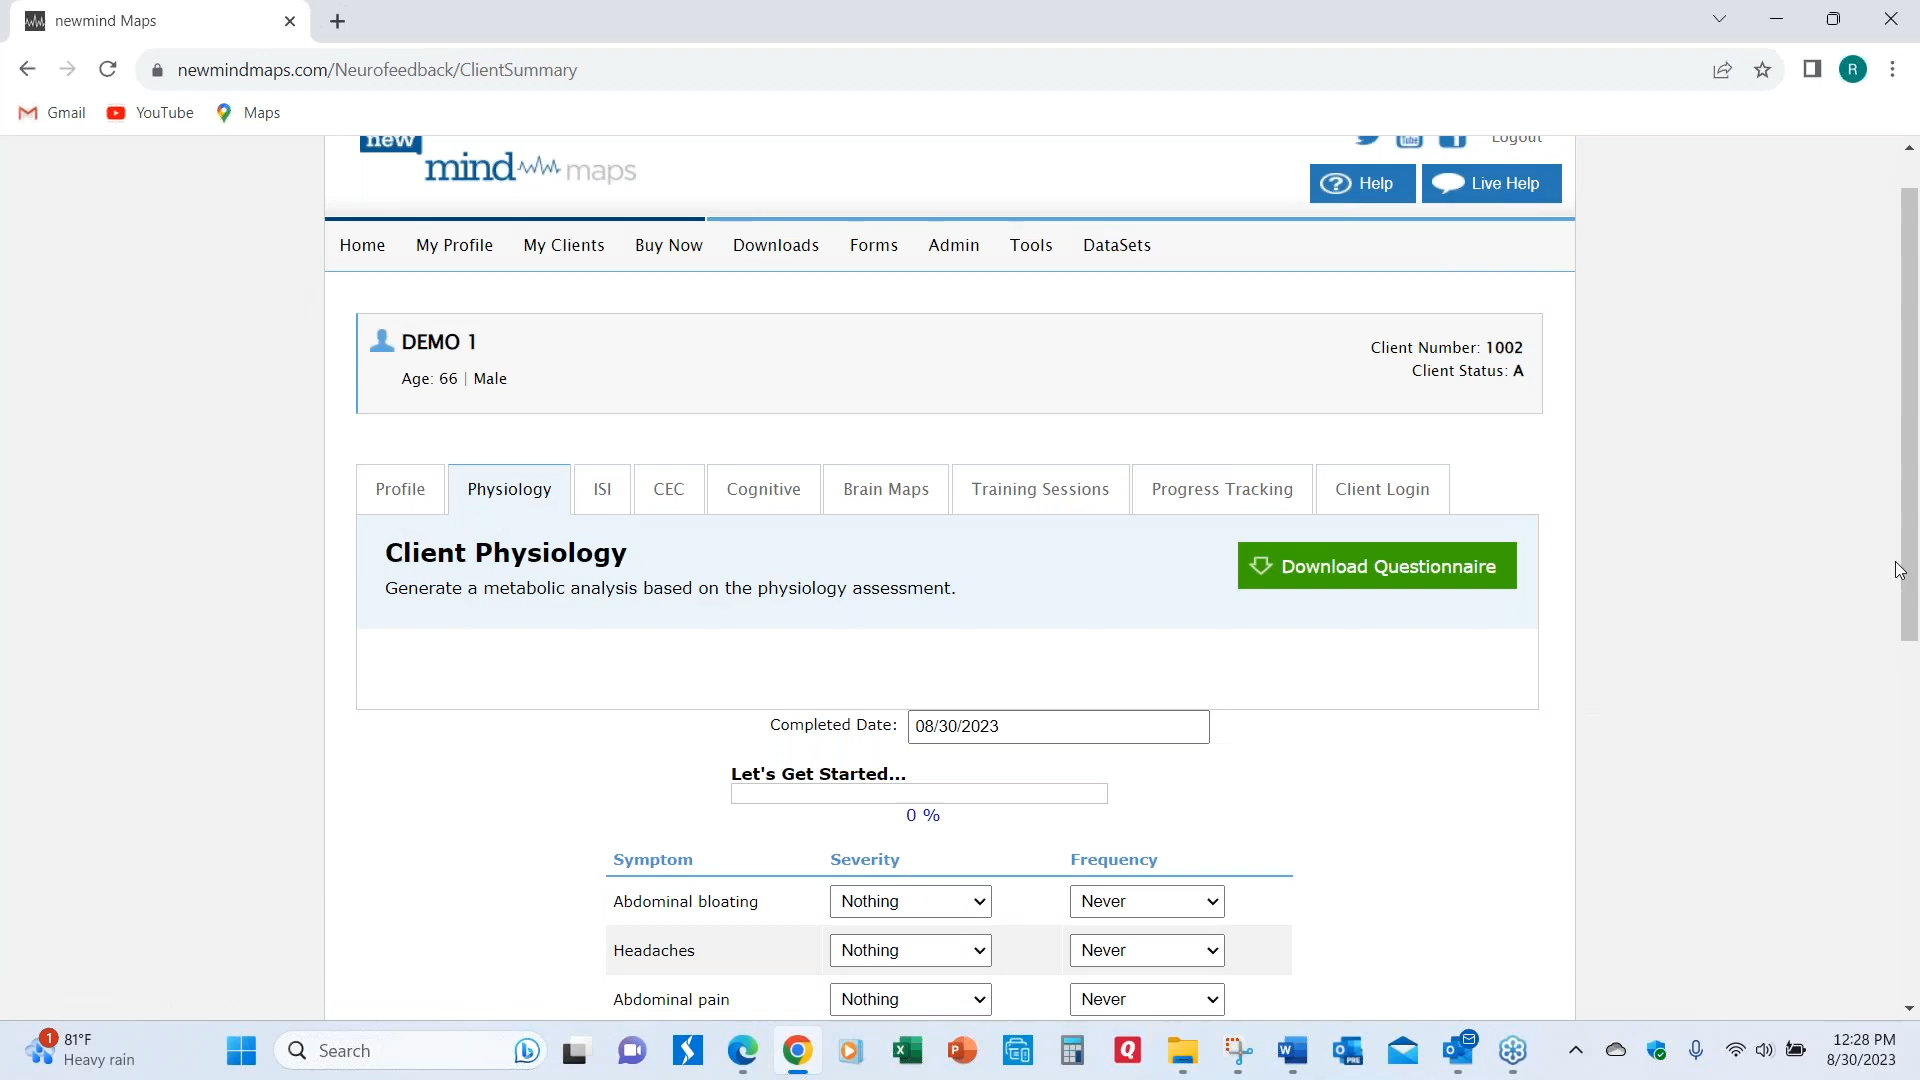 newmind Maps
newmindmaps.com/Neurofeedback/ClientSummary
R
Gmail YouTube Maps
new
mind maps
You Tube
Logout
Help Live Help
Home My Profile My Clients Buy Now Downloads Forms Admin Tools DataSets
DEMO 1
Age: 66 | Male
Client Number: 1002
Client Status: A
Profile Physiology ISI CEC Cognitive Brain Maps Training Sessions Progress Tracking Client Login
Client Physiology
Generate a metabolic analysis based on the physiology assessment.
Download Questionnaire
Completed Date: 08/30/2023
Let's Get Started...
0 %
Symptom Severity Frequency
Abdominal bloating Nothing Never
Headaches Nothing Never
Abdominal pain Nothing Never
1
81°F
Heavy rain
Search
12:28 PM
8/30/2023